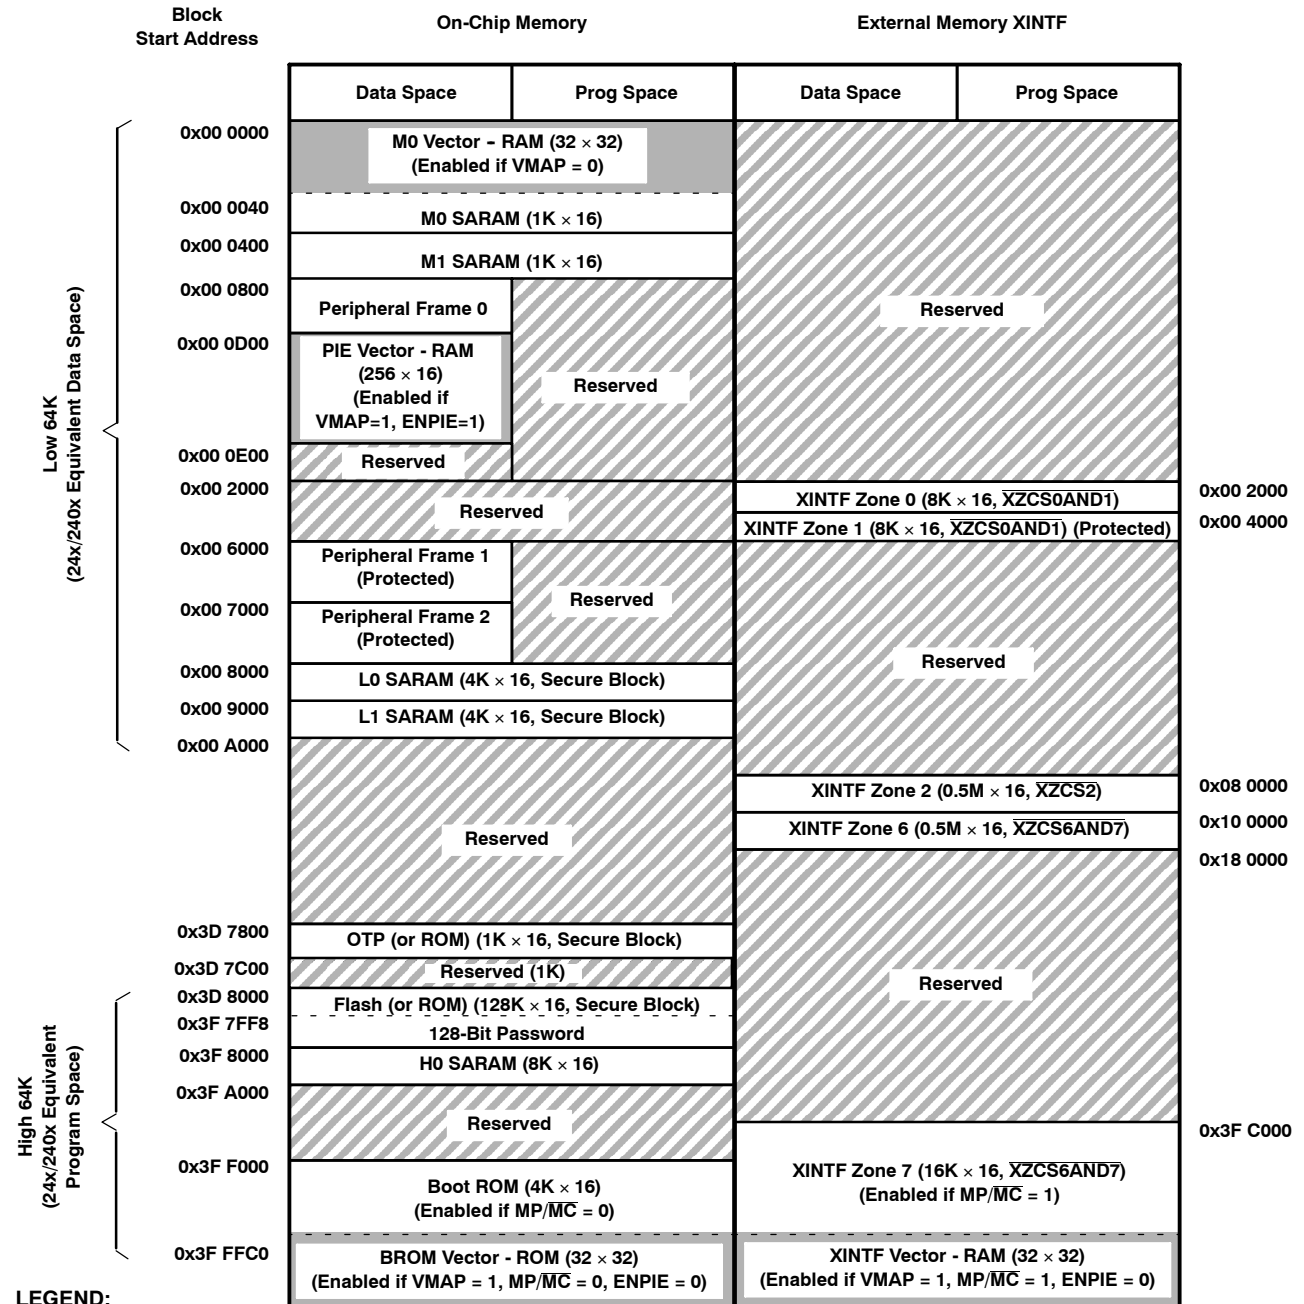 Block
Start Address
On-Chip Memory
External Memory XINTF
Data Space
Prog Space
Data Space
Prog Space
Low 64K
(24x/240x Equivalent Data Space)
0x00 0000
M0 Vector – RAM (32 × 32)
(Enabled if VMAP = 0)
0x00 0040
M0 SARAM (1K × 16)
0x00 0400
M1 SARAM (1K × 16)
0x00 0800
Peripheral Frame 0
Reserved
0x00 0D00
PIE Vector - RAM
(256 × 16)
(Enabled if
VMAP=1, ENPIE=1)
Reserved
0x00 0E00
Reserved
0x00 2000
Reserved
XINTF Zone 0 (8K × 16, XZCS0AND1)
0x00 2000
XINTF Zone 1 (8K × 16, XZCS0AND1) (Protected)
0x00 4000
0x00 6000
Peripheral Frame 1
(Protected)
Reserved
0x00 7000
Peripheral Frame 2
(Protected)
Reserved
0x00 8000
L0 SARAM (4K × 16, Secure Block)
0x00 9000
L1 SARAM (4K × 16, Secure Block)
0x00 A000
Reserved
XINTF Zone 2 (0.5M × 16, XZCS2)
0x08 0000
XINTF Zone 6 (0.5M × 16, XZCS6AND7)
0x10 0000
0x18 0000
0x3D 7800
OTP (or ROM) (1K × 16, Secure Block)
0x3D 7C00
Reserved (1K)
Reserved
High 64K
(24x/240x Equivalent
Program Space)
0x3D 8000
Flash (or ROM) (128K × 16, Secure Block)
0x3F 7FF8
128-Bit Password
0x3F 8000
H0 SARAM (8K × 16)
0x3F A000
Reserved
0x3F C000
0x3F F000
Boot ROM (4K × 16)
(Enabled if MP/MC = 0)
XINTF Zone 7 (16K × 16, XZCS6AND7)
(Enabled if MP/MC = 1)
0x3F FFC0
BROM Vector - ROM (32 × 32)
(Enabled if VMAP = 1, MP/MC = 0, ENPIE = 0)
XINTF Vector - RAM (32 × 32)
(Enabled if VMAP = 1, MP/MC = 1, ENPIE = 0)
LEGEND: